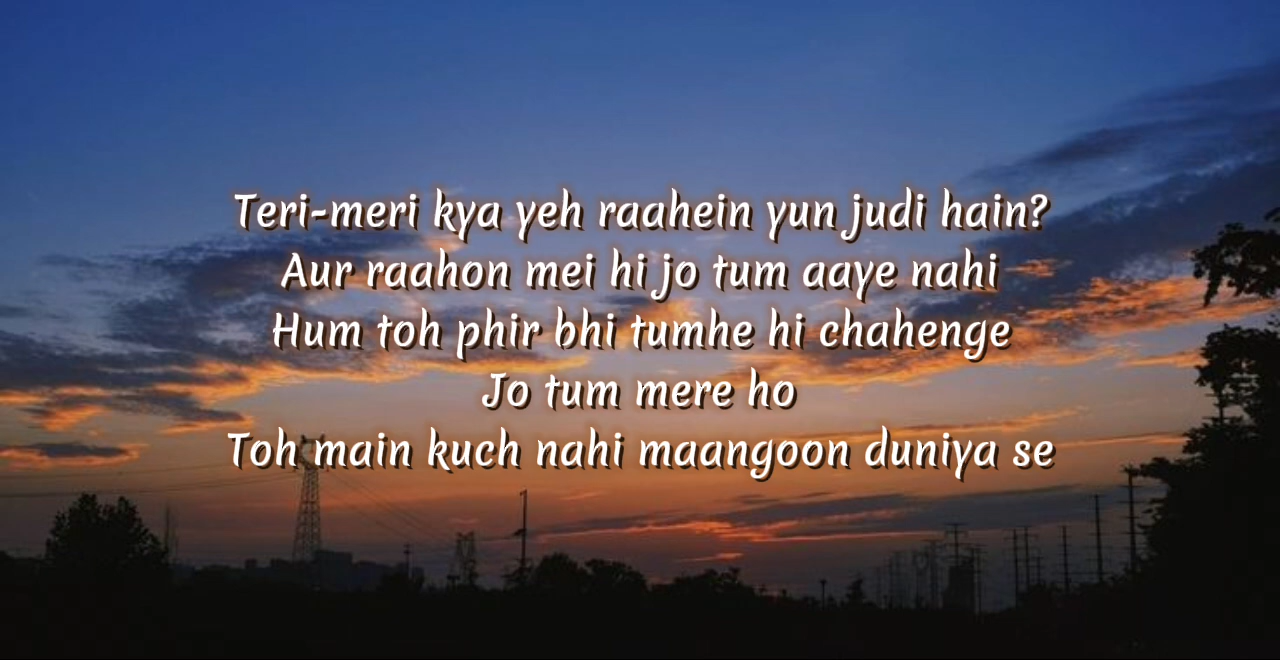 Teri-meri kya yeh raahein yun judi hain?
Aur raahon mei hi jo tum aaye nahi
Hum toh phir bhi tumhe hi chahenge
Jo tum mere ho
Toh main kuch nahi maangoon duniya se